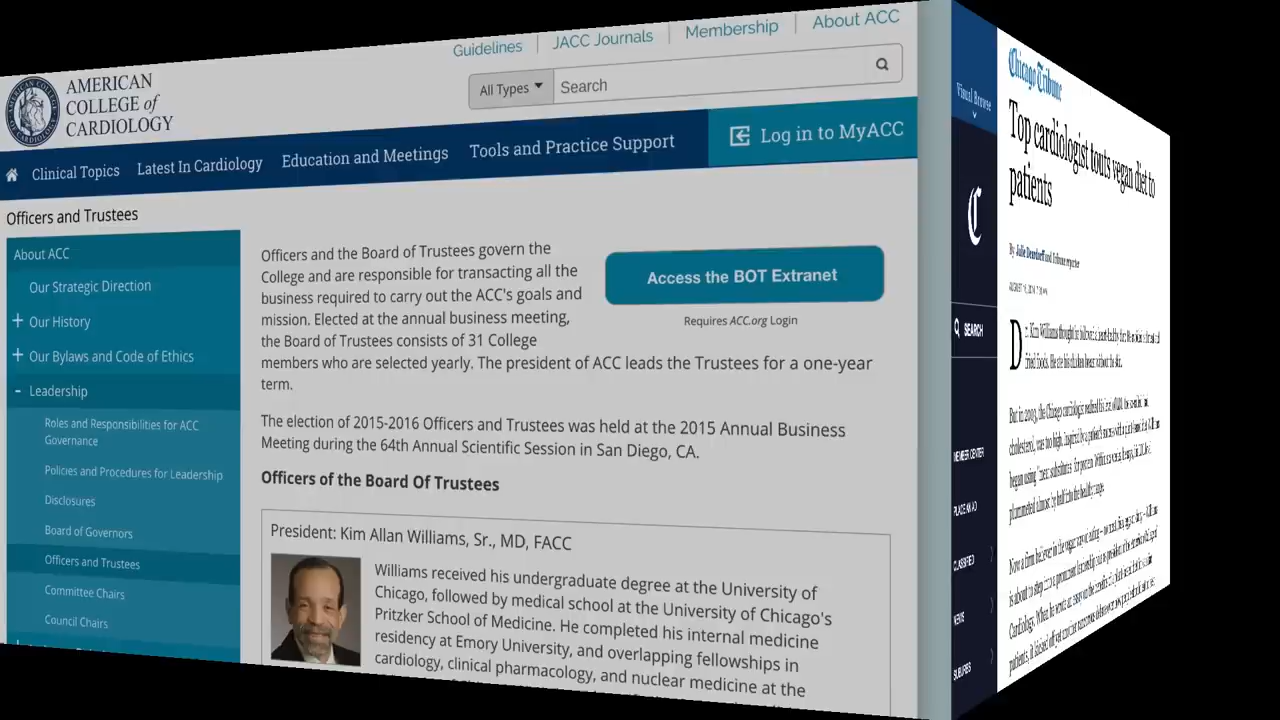 Guidelines
JACC Journals
Membership
About ACC
AMERICAN
COLLEGE of
CARDIOLOGY
All Types
Search
Clinical Topics
Latest In Cardiology
Education and Meetings
Tools and Practice Support
Log in to MyACC
Officers and Trustees
About ACC
Our Strategic Direction
+ Our History
+ Our Bylaws and Code of Ethics
- Leadership
Roles and Responsibilities for ACC
Governance
Policies and Procedures for Leadership
Disclosures
Board of Governors
Officers and Trustees
Committee Chairs
Council Chairs
Officers and the Board of Trustees govern the
College and are responsible for transacting all the
business required to carry out the ACC's goals and
mission. Elected at the annual business meeting,
the Board of Trustees consists of 31 College
members who are selected yearly. The president of ACC leads the Trustees for a one-year
term.
Access the BOT Extranet
Requires ACC.org Login
The election of 2015-2016 Officers and Trustees was held at the 2015 Annual Business
Meeting during the 64th Annual Scientific Session in San Diego, CA.
Officers of the Board Of Trustees
President: Kim Allan Williams, Sr., MD, FACC
Williams received his undergraduate degree at the University of
Chicago, followed by medical school at the University of Chicago's
Pritzker School of Medicine. He completed his internal medicine
residency at Emory University, and overlapping fellowships in
cardiology, clinical pharmacology, and nuclear medicine at the
Visual Browse
SEARCH
MEMBER CENTER
PLACE AN AD
CLASSIFIED
NEWS
SUBURBS
Chicago Tribune
Top cardiologist touts vegan diet to
patients